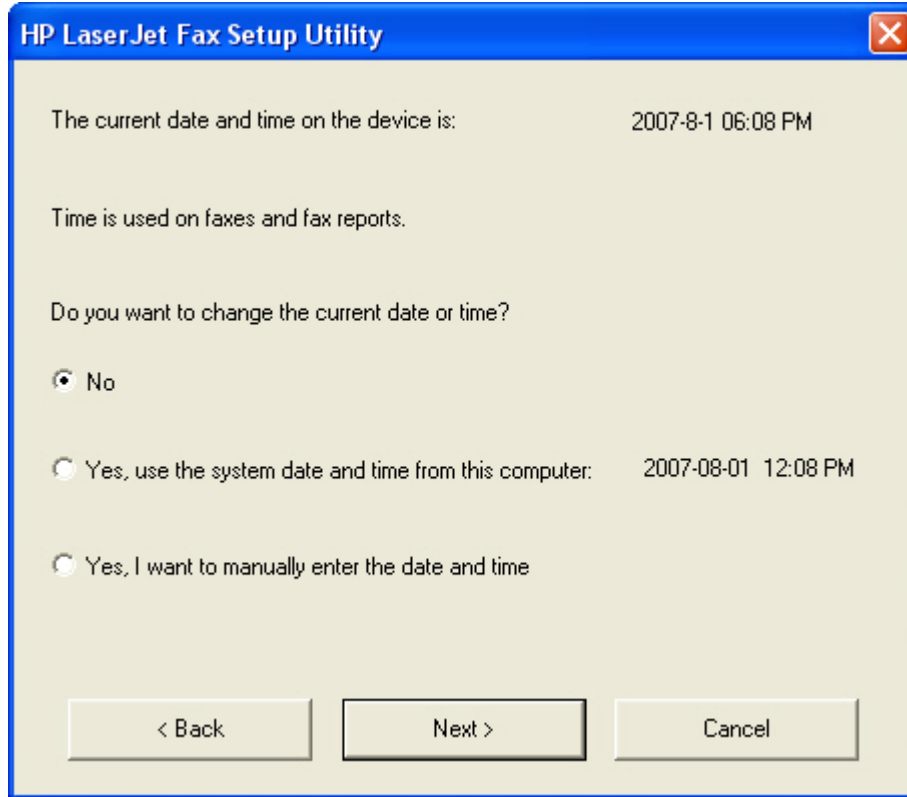 HP LaserJet Fax Setup Utility
The current date and time on the device is: 2007-8-1 06:08 PM
Time is used on faxes and fax reports.
Do you want to change the current date or time?
No
Yes, use the system date and time from this computer: 2007-08-01 12:08 PM
Yes, I want to manually enter the date and time
< Back Next > Cancel